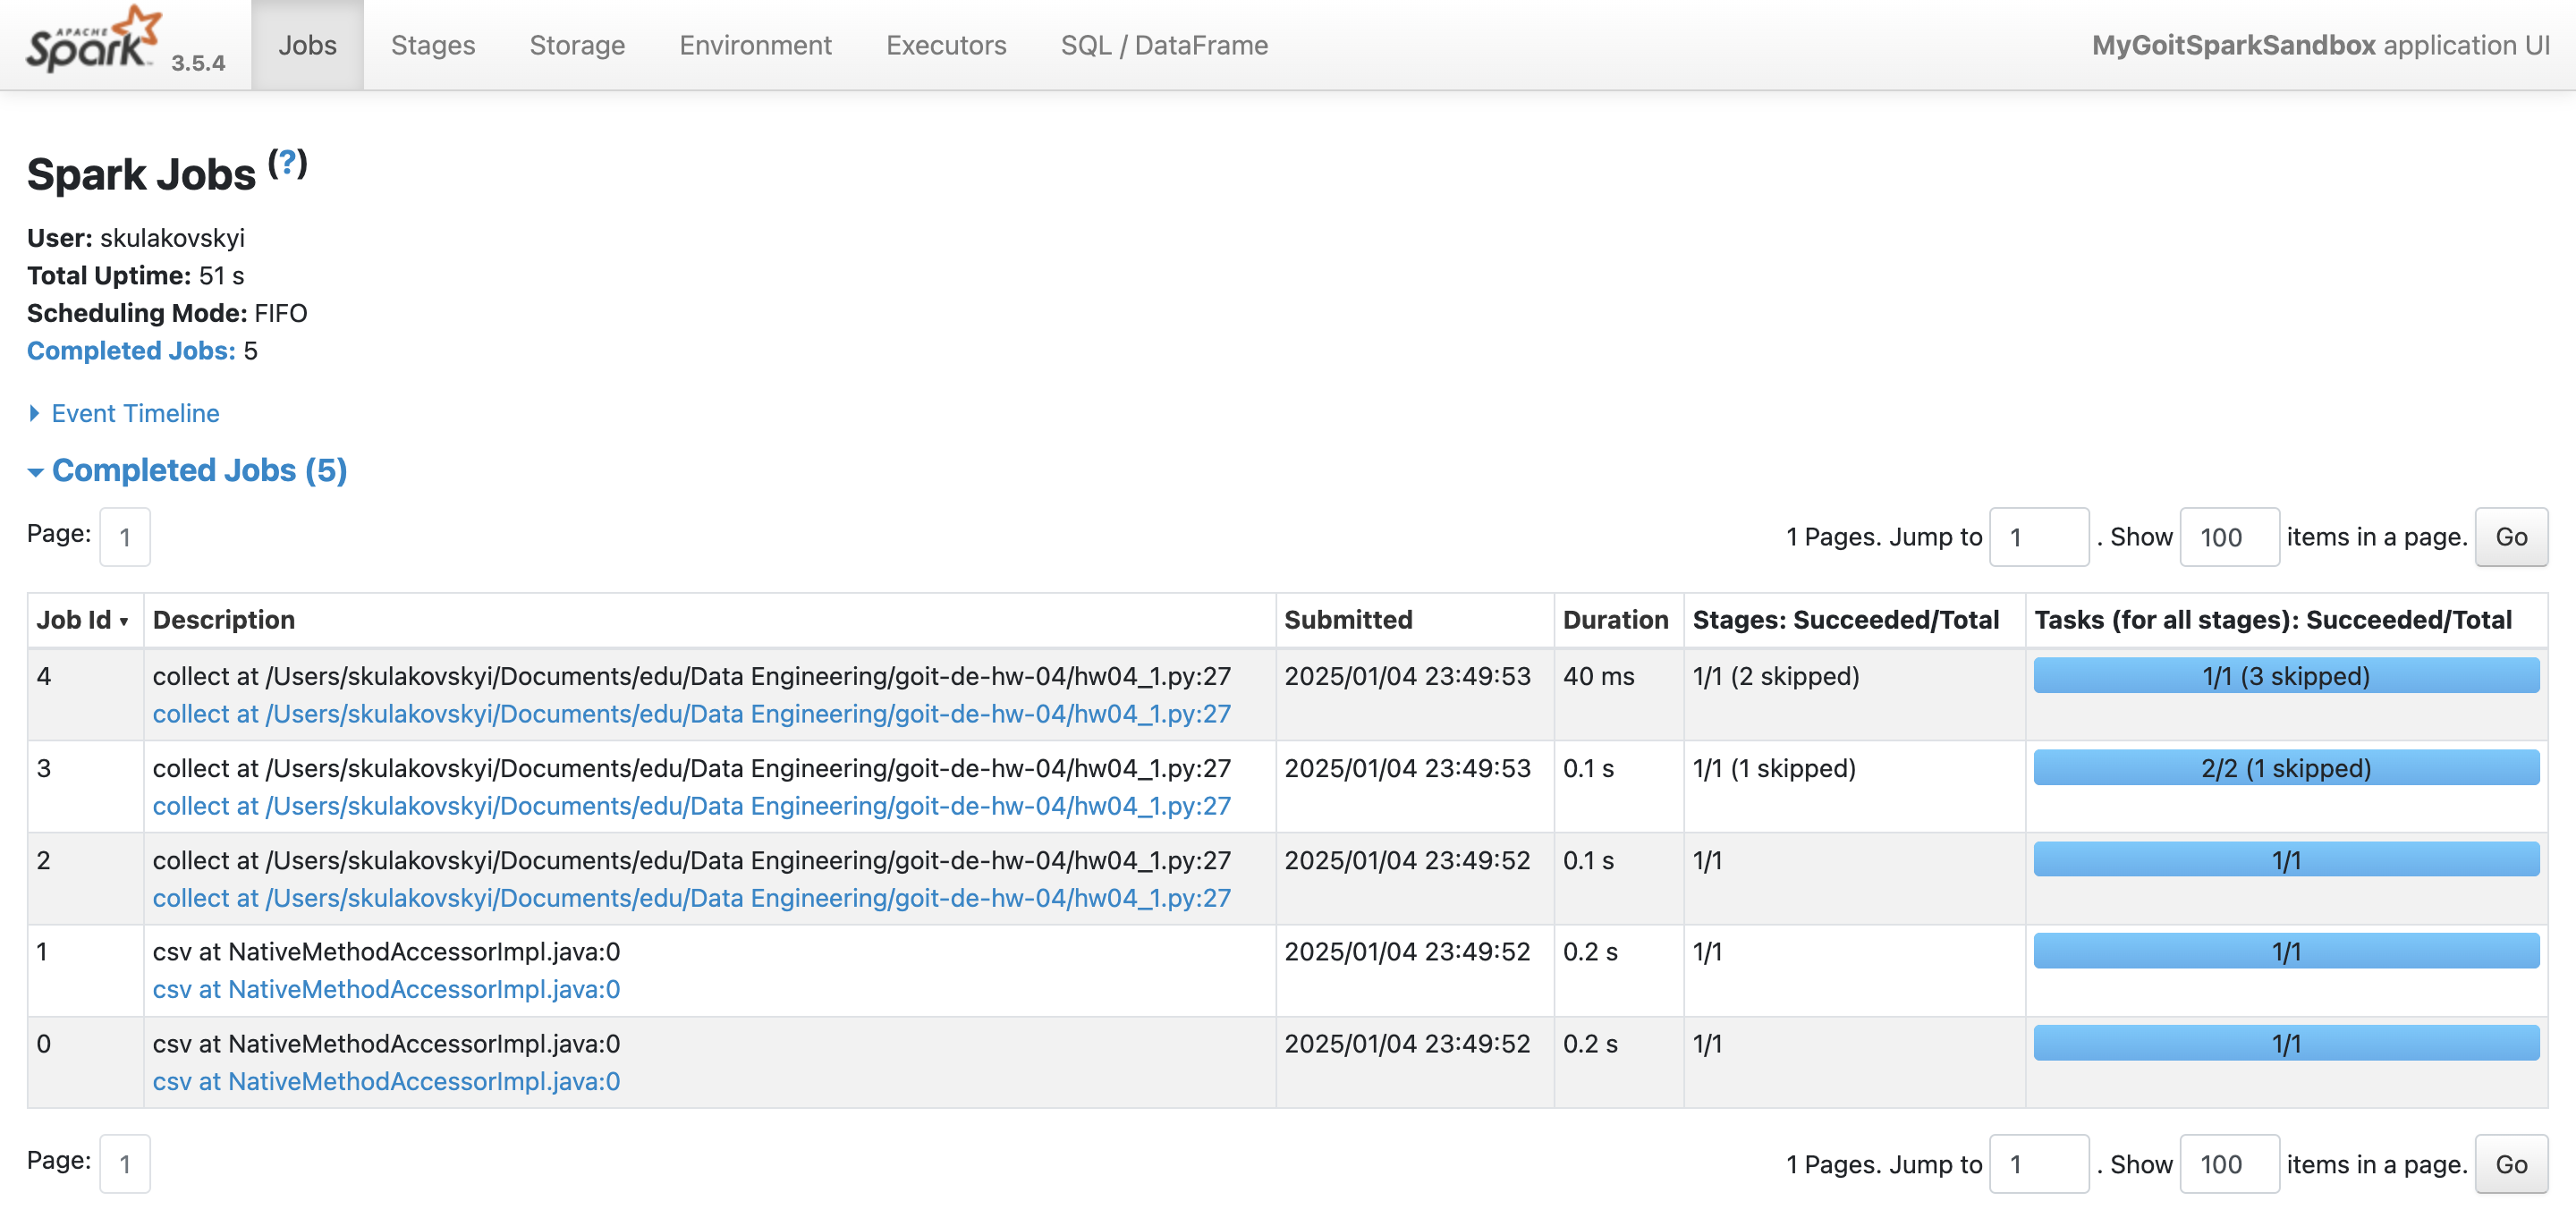 APACHE Spark 3.5.4 Jobs Stages Storage Environment Executors SQL / DataFrame MyGoitSparkSandbox application UI
Spark Jobs (?)
User: skulakovskyi
Total Uptime: 51 s
Scheduling Mode: FIFO
Completed Jobs: 5
Event Timeline
Completed Jobs (5)
Page: 1 1 Pages. Jump to 1 . Show 100 items in a page. Go
Job Id ▾ Description Submitted Duration Stages: Succeeded/Total Tasks (for all stages): Succeeded/Total
4 collect at /Users/skulakovskyi/Documents/edu/Data Engineering/goit-de-hw-04/hw04_1.py:27 2025/01/04 23:49:53 40 ms 1/1 (2 skipped) 1/1 (3 skipped)
collect at /Users/skulakovskyi/Documents/edu/Data Engineering/goit-de-hw-04/hw04_1.py:27
3 collect at /Users/skulakovskyi/Documents/edu/Data Engineering/goit-de-hw-04/hw04_1.py:27 2025/01/04 23:49:53 0.1 s 1/1 (1 skipped) 2/2 (1 skipped)
collect at /Users/skulakovskyi/Documents/edu/Data Engineering/goit-de-hw-04/hw04_1.py:27
2 collect at /Users/skulakovskyi/Documents/edu/Data Engineering/goit-de-hw-04/hw04_1.py:27 2025/01/04 23:49:52 0.1 s 1/1 1/1
collect at /Users/skulakovskyi/Documents/edu/Data Engineering/goit-de-hw-04/hw04_1.py:27
1 csv at NativeMethodAccessorImpl.java:0 2025/01/04 23:49:52 0.2 s 1/1 1/1
csv at NativeMethodAccessorImpl.java:0
0 csv at NativeMethodAccessorImpl.java:0 2025/01/04 23:49:52 0.2 s 1/1 1/1
csv at NativeMethodAccessorImpl.java:0
Page: 1 1 Pages. Jump to 1 . Show 100 items in a page. Go